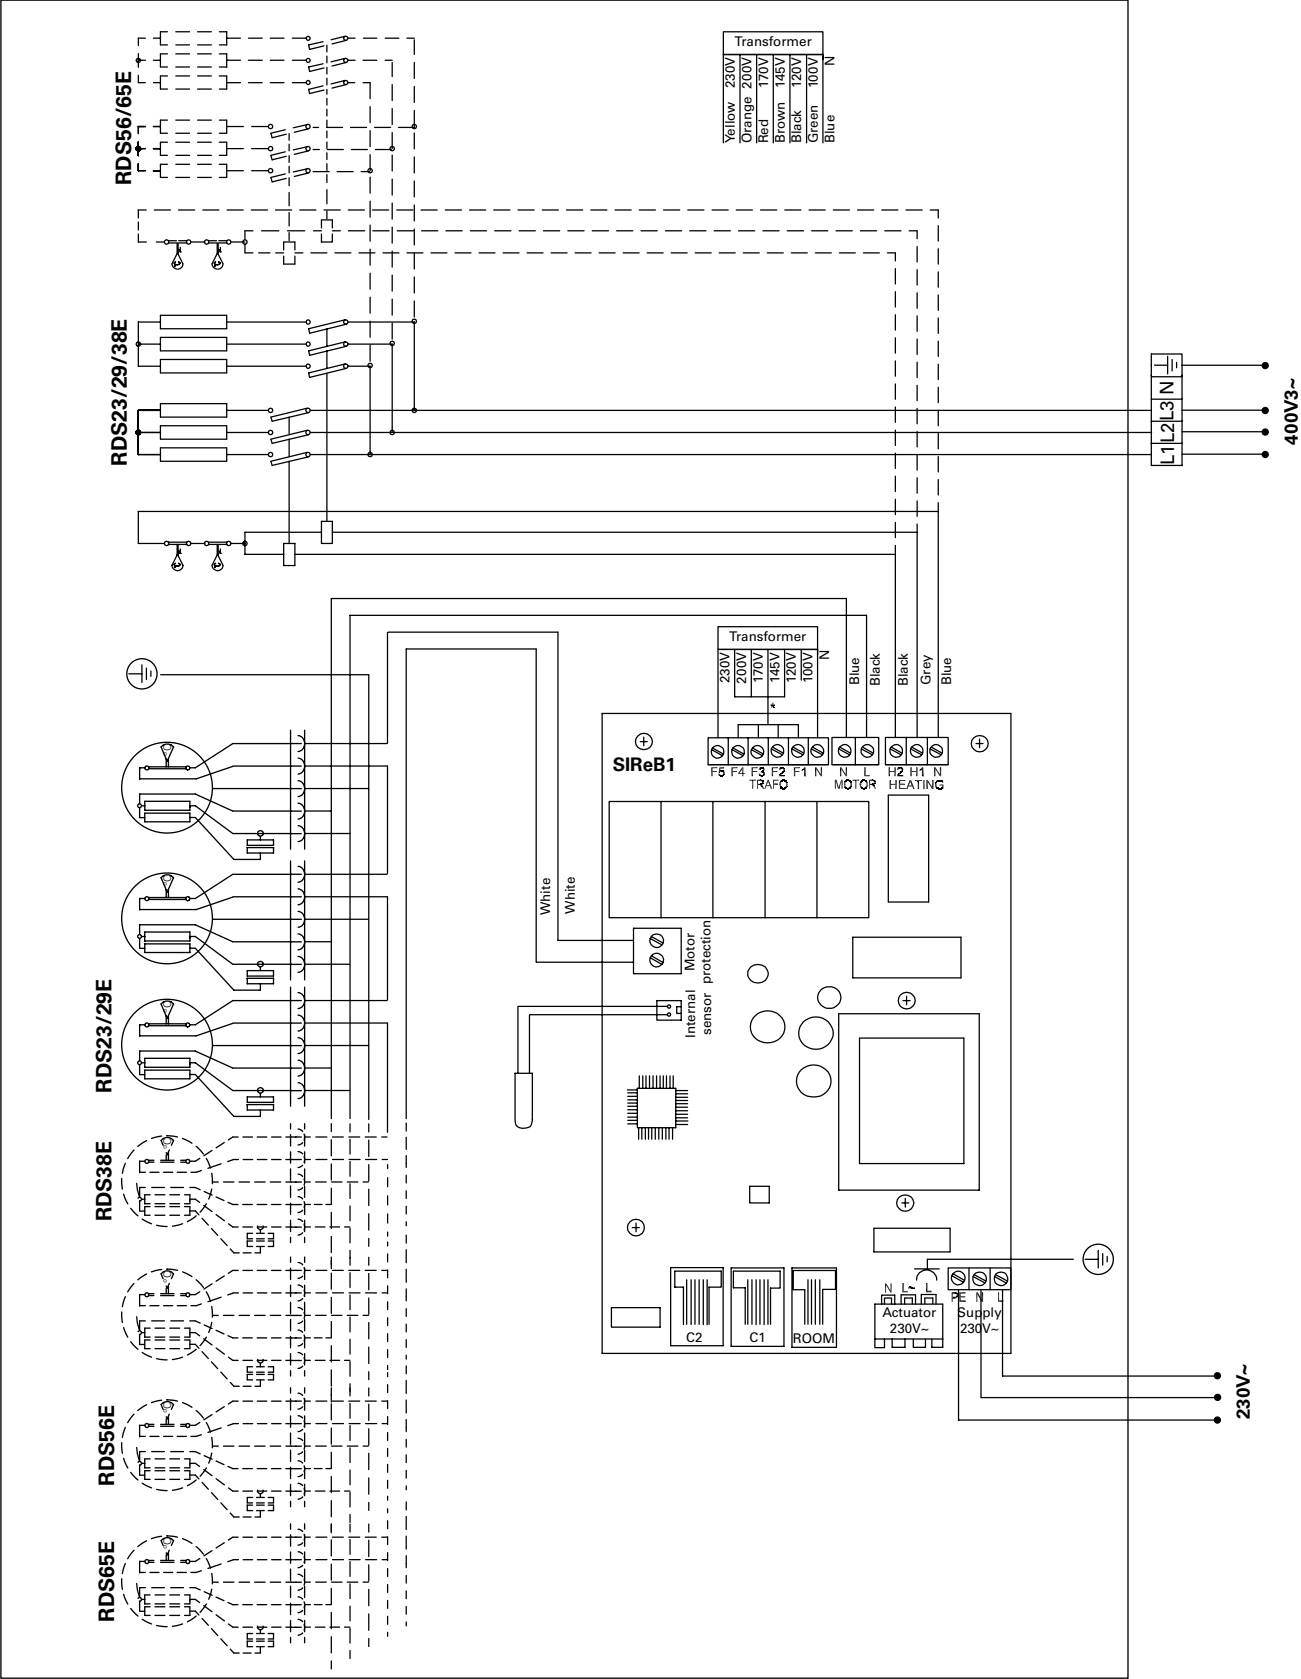 RDS56/65E
Transformer
Yellow 230V
Orange 200V
Red 170V
Brown 145V
Black 120V
Green 100V
Blue N
RDS23/29/38E
L1
L2
L3
N
400V3~
Transformer
230V
200V
170V
145V
120V
100V
N
*
Blue
Black
Black
Grey
Blue
SIReB1
F5 F4 F3 F2 F1 N
TRAFO
N L
MOTOR
H2 H1 N
HEATING
White
White
Motor
protection
Internal
sensor
RDS23/29E
RDS38E
RDS56E
RDS65E
C2
C1
ROOM
N L~ L
Actuator
230V~
PE N L
Supply
230V~
230V~